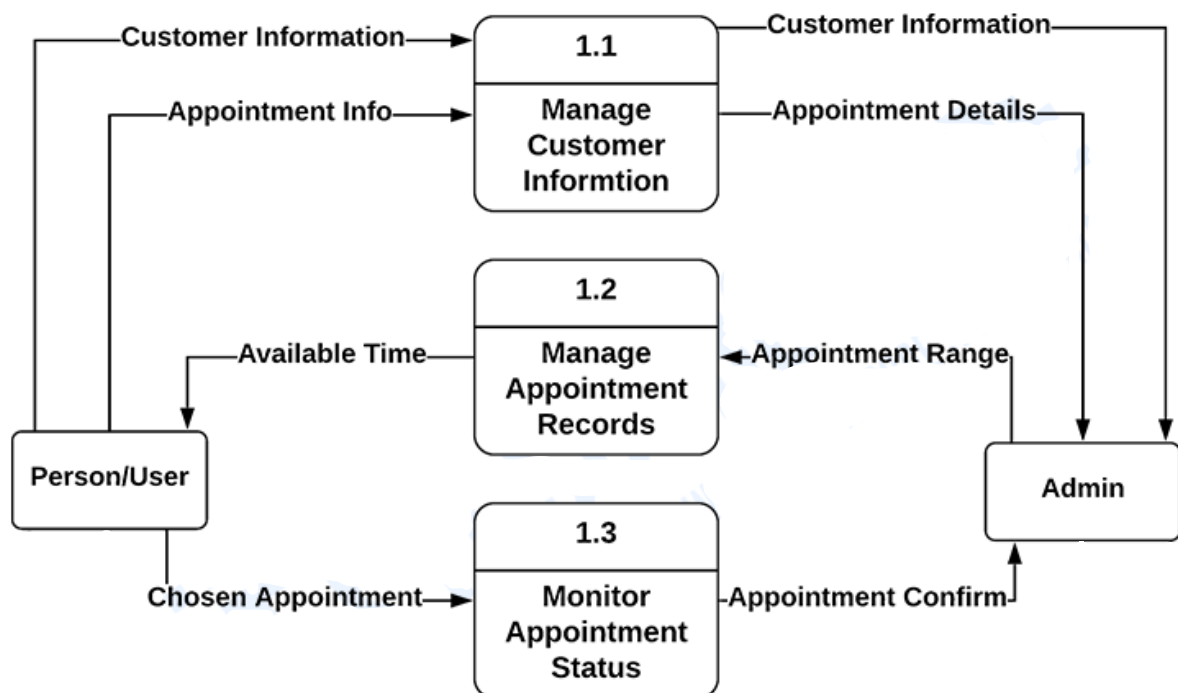 Customer Information
1.1
Customer Information
Appointment Info
Manage
Customer
Informtion
Appointment Details
1.2
Available Time
Manage
Appointment
Records
Appointment Range
Person/User
Admin
1.3
Chosen Appointment
Monitor
Appointment
Status
Appointment Confirm